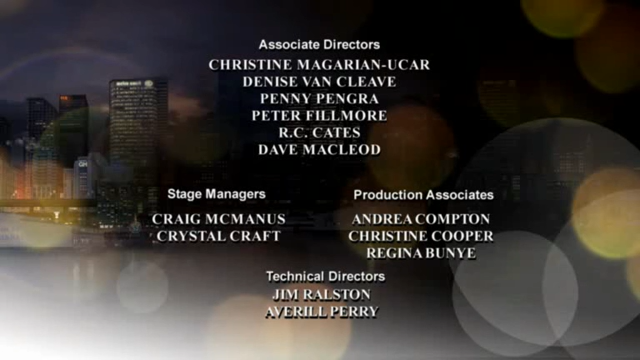 Associate Directors
CHRISTINE MAGARIAN-UCAR
DENISE VAN CLEAVE
PENNY PENGRA
PETER FILLMORE
R.C. CATES
DAVE MACLEOD
Stage Managers
CRAIG MCMANUS
CRYSTAL CRAFT
Production Associates
ANDREA COMPTON
CHRISTINE COOPER
REGINA BUNYE
Technical Directors
JIM RALSTON
AVERILL PERRY